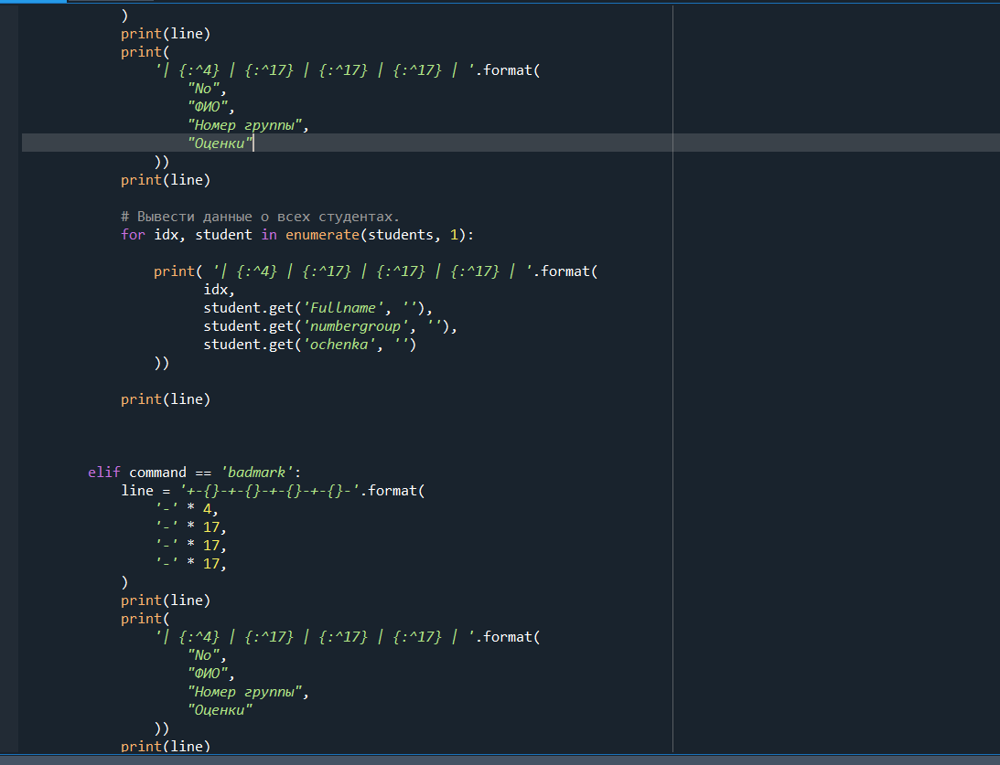 )
        print(line)
        print(
            '| {:^4} | {:^17} | {:^17} | {:^17} | '.format(
                "No",
                "ФИО",
                "Номер группы",
                "Оценки"
            ))
        print(line)
        # Вывести данные о всех студентах.
        for idx, student in enumerate(students, 1):
            print( '| {:^4} | {:^17} | {:^17} | {:^17} | '.format(
                  idx,
                  student.get('Fullname', ''),
                  student.get('numbergroup', ''),
                  student.get('ochenka', '')
            ))
        print(line)
    elif command == 'badmark':
        line = '+-{}-+-{}-+-{}-+-{}-'.format(
            '-' * 4,
            '-' * 17,
            '-' * 17,
            '-' * 17,
        )
        print(line)
        print(
            '| {:^4} | {:^17} | {:^17} | {:^17} | '.format(
                "No",
                "ФИО",
                "Номер группы",
                "Оценки"
            ))
        print(line)